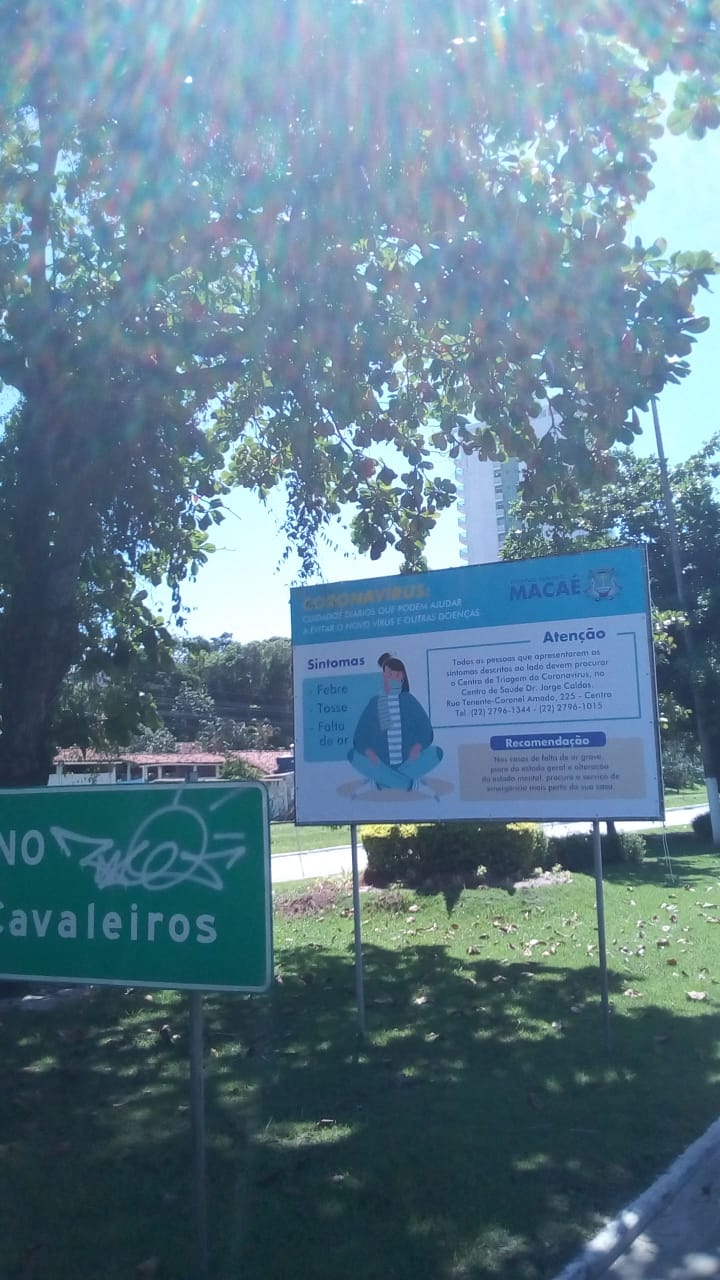 CORONAVÍRUS:
CUIDADOS DIÁRIOS QUE PODEM AJUDAR
A EVITAR O NOVO VÍRUS E OUTRAS DOENÇAS
MACAÉ
Sintomas
- Febre
- Tosse
- Falta
de ar
Atenção
Todas as pessoas que apresentarem os
sintomas descritos ao lado devem procurar
o Centro de Triagem do Coronavírus, no
Centro de Saúde Dr. Jorge Caldas.
Rua Tenente-Coronel Amado, 225 - Centro
Tel. (22) 2796-1344 - (22) 2796-1015
Recomendação
Nos casos de falta de ar grave,
piora do estado geral e alteração
do estado mental, procure o serviço de
emergência mais perto da sua casa.
NO
Cavaleiros